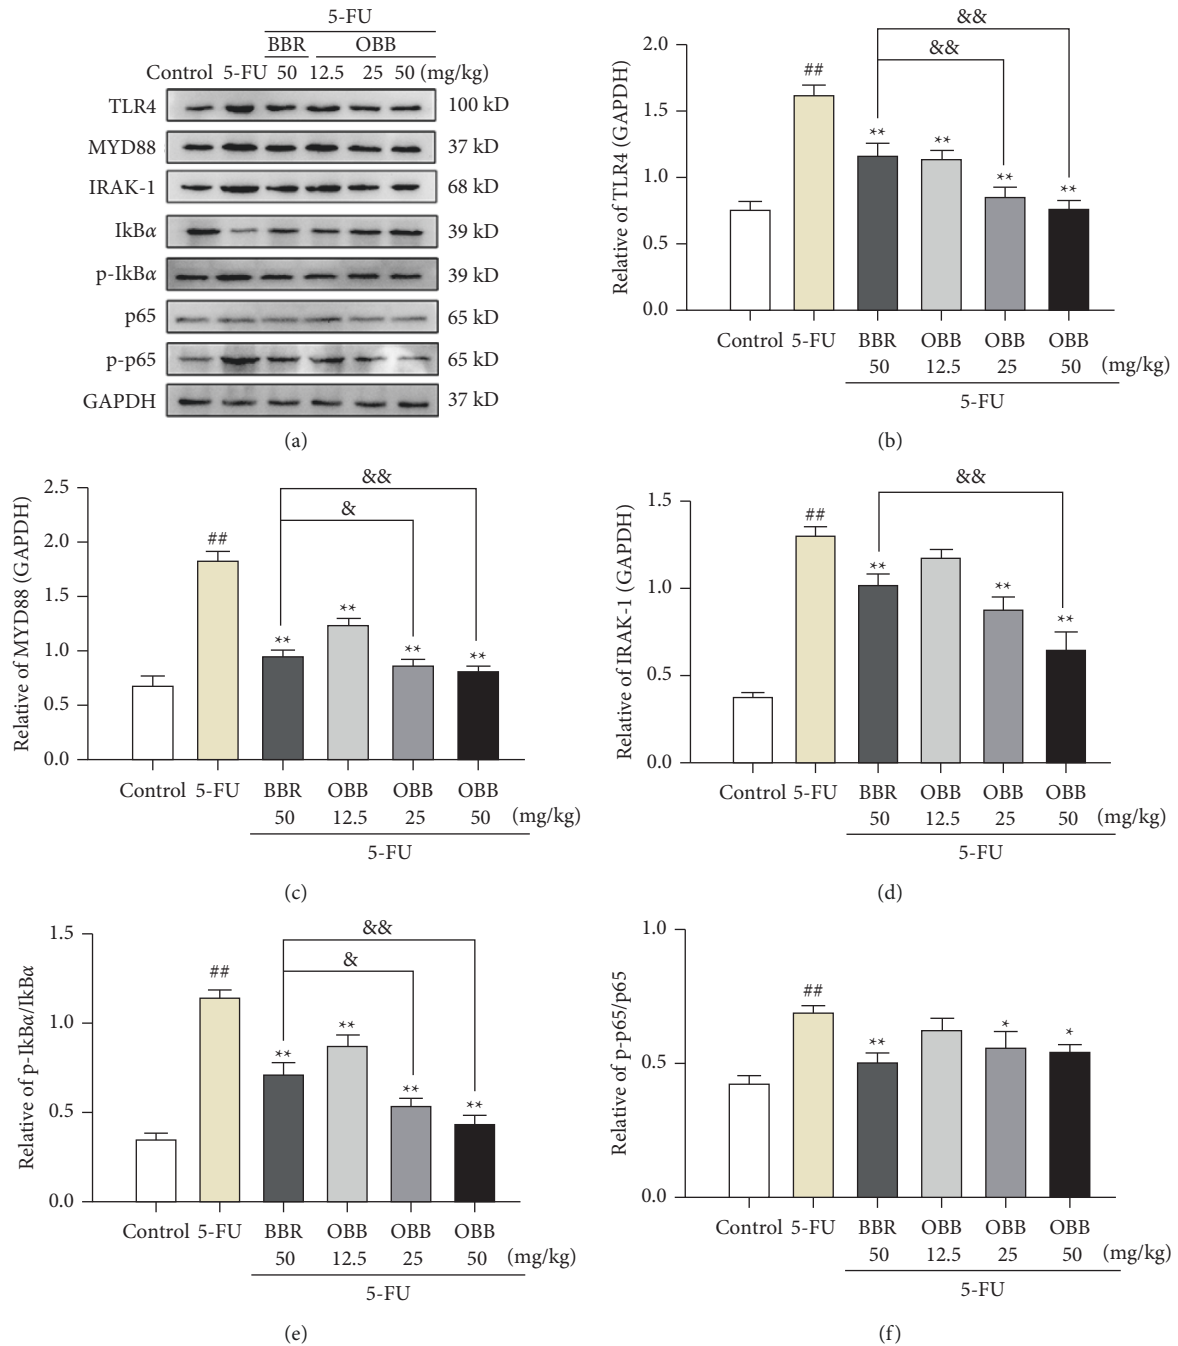 5-FU
BBR OBB
Control 5-FU 50 12.5 25 50 (mg/kg)
TLR4 100 kD
MYD88 37 kD
IRAK-1 68 kD
IkBα 39 kD
p-IkBα 39 kD
p65 65 kD
p-p65 65 kD
GAPDH 37 kD
(a)
Relative of TLR4 (GAPDH)
2.0
1.5
1.0
0.5
0.0
&&
&&
##
**
**
**
**
Control 5-FU BBR OBB OBB OBB
50 12.5 25 50 (mg/kg)
5-FU
(b)
Relative of MYD88 (GAPDH)
2.5
2.0
1.5
1.0
0.5
0.0
&&
&
##
**
**
**
**
Control 5-FU BBR OBB OBB OBB
50 12.5 25 50 (mg/kg)
5-FU
(c)
Relative of IRAK-1 (GAPDH)
1.5
1.0
0.5
0.0
&&
##
**
**
**
Control 5-FU BBR OBB OBB OBB
50 12.5 25 50 (mg/kg)
5-FU
(d)
Relative of p-IkBα/IkBα
1.5
1.0
0.5
0.0
&&
&
##
**
**
**
**
Control 5-FU BBR OBB OBB OBB
50 12.5 25 50 (mg/kg)
5-FU
(e)
Relative of p-p65/p65
1.0
0.5
0.0
##
**
*
*
Control 5-FU BBR OBB OBB OBB
50 12.5 25 50 (mg/kg)
5-FU
(f)